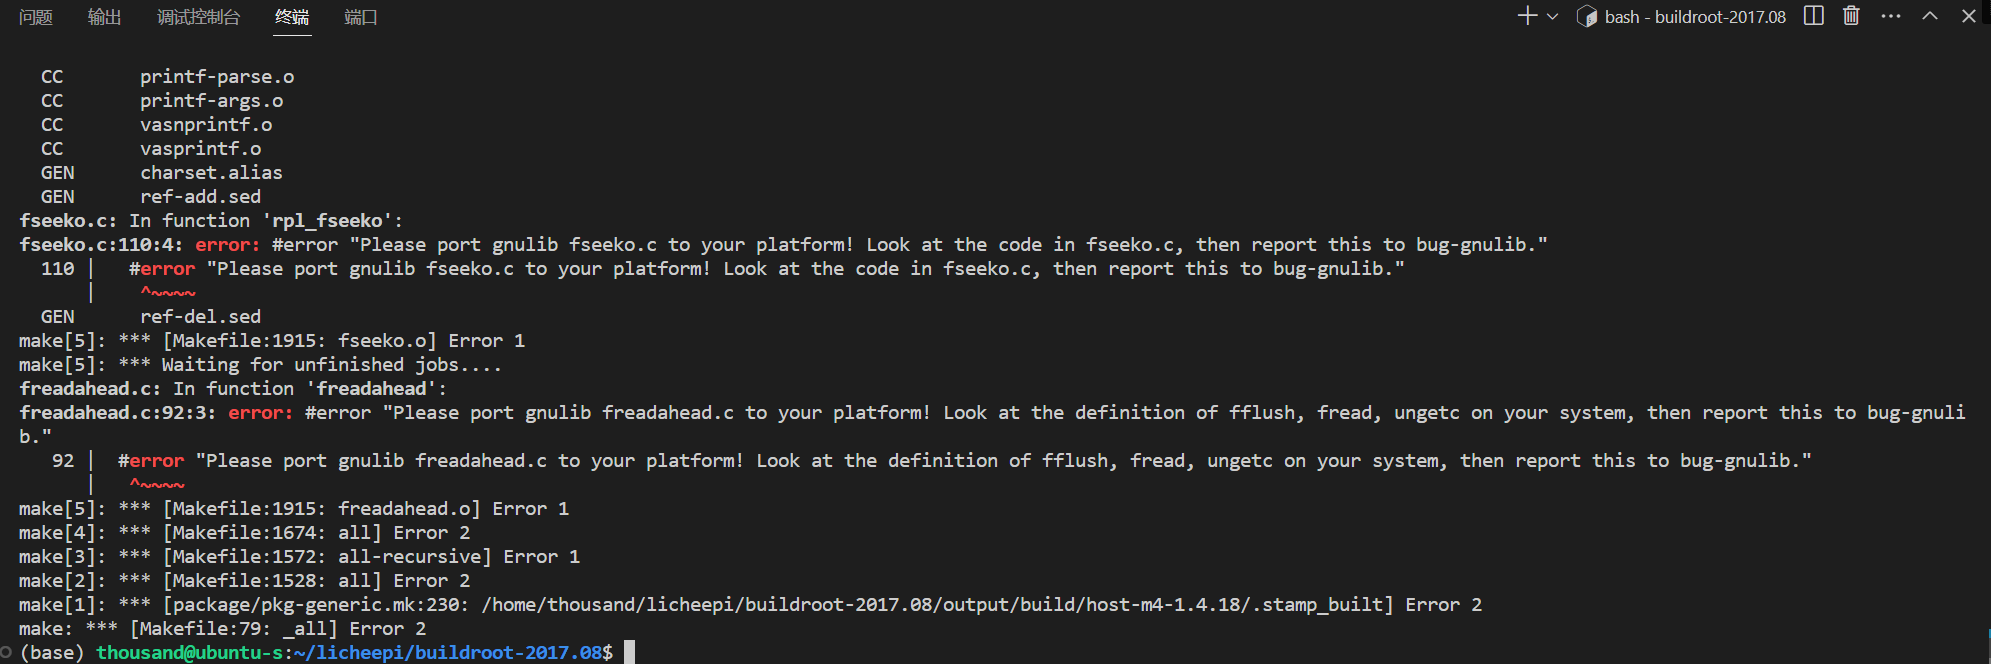 问题 输出 调试控制台 终端 端口 bash - buildroot-2017.08
CC printf-parse.o
CC printf-args.o
CC vasnprintf.o
CC vasprintf.o
GEN charset.alias
GEN ref-add.sed
fseeko.c: In function 'rpl_fseeko':
fseeko.c:110:4: error: #error "Please port gnulib fseeko.c to your platform! Look at the code in fseeko.c, then report this to bug-gnulib."
110 | #error "Please port gnulib fseeko.c to your platform! Look at the code in fseeko.c, then report this to bug-gnulib."
| ^~~~~
GEN ref-del.sed
make[5]: *** [Makefile:1915: fseeko.o] Error 1
make[5]: *** Waiting for unfinished jobs....
freadahead.c: In function 'freadahead':
freadahead.c:92:3: error: #error "Please port gnulib freadahead.c to your platform! Look at the definition of fflush, fread, ungetc on your system, then report this to bug-gnuli
b."
92 | #error "Please port gnulib freadahead.c to your platform! Look at the definition of fflush, fread, ungetc on your system, then report this to bug-gnulib."
| ^~~~~
make[5]: *** [Makefile:1915: freadahead.o] Error 1
make[4]: *** [Makefile:1674: all] Error 2
make[3]: *** [Makefile:1572: all-recursive] Error 1
make[2]: *** [Makefile:1528: all] Error 2
make[1]: *** [package/pkg-generic.mk:230: /home/thousand/licheepi/buildroot-2017.08/output/build/host-m4-1.4.18/.stamp_built] Error 2
make: *** [Makefile:79: _all] Error 2
(base) thousand@ubuntu-s:~/licheepi/buildroot-2017.08$